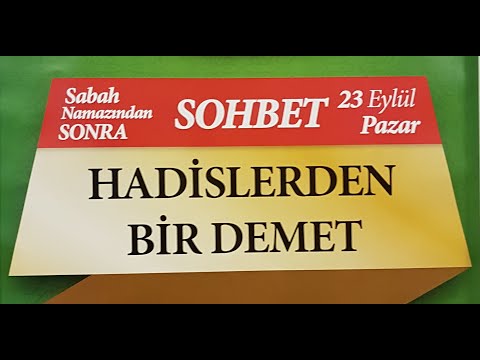 Sabah
Namazından
SONRA
SOHBET
23 Eylül
Pazar
HADİSLERDEN
BİR DEMET